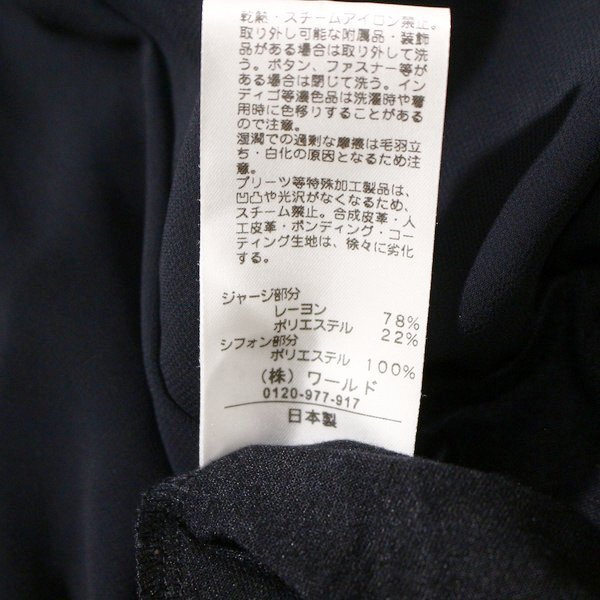 乾熱・スチームアイロン禁止。
取り外し可能な附属品・装飾
品がある場合は取り外して洗
う。ボタン、ファスナー等が
ある場合は閉じて洗う。イン
ディゴ等濃色品は洗濯時や着
用時に色移りすることがある
ので注意。
湿潤での過剰な摩擦は毛羽立
ち・白化の原因となるため注
意。
プリーツ等特殊加工製品は、
凹凸や光沢がなくなるため、
スチーム禁止。合成皮革・人
工皮革・ボンディング・コー
ティング生地は、徐々に劣化
する。
ジャージ部分
レーヨン 78%
ポリエステル 22%
シフォン部分
ポリエステル 100%
(株) ワールド
0120-977-917
日本製